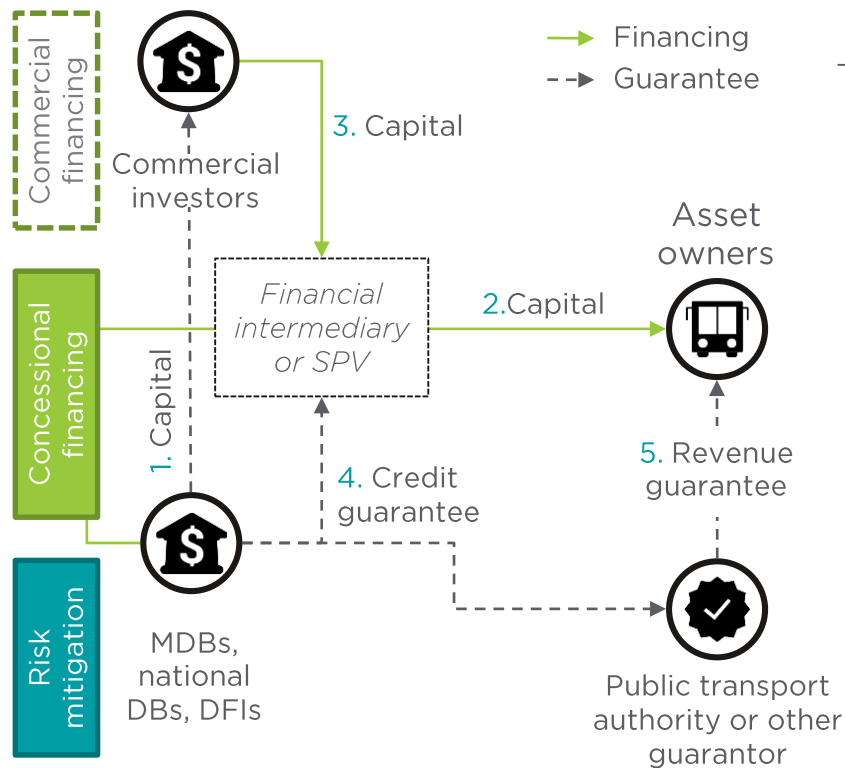 Commercial
financing
Financing
Guarantee
3. Capital
Commercial
investors
Asset
owners
Concessional
financing
Financial
intermediary
or SPV
2.Capital
1. Capital
4. Credit
guarantee
5. Revenue
guarantee
Risk
mitigation
MDBs,
national
DBs, DFIs
Public transport
authority or other
guarantor